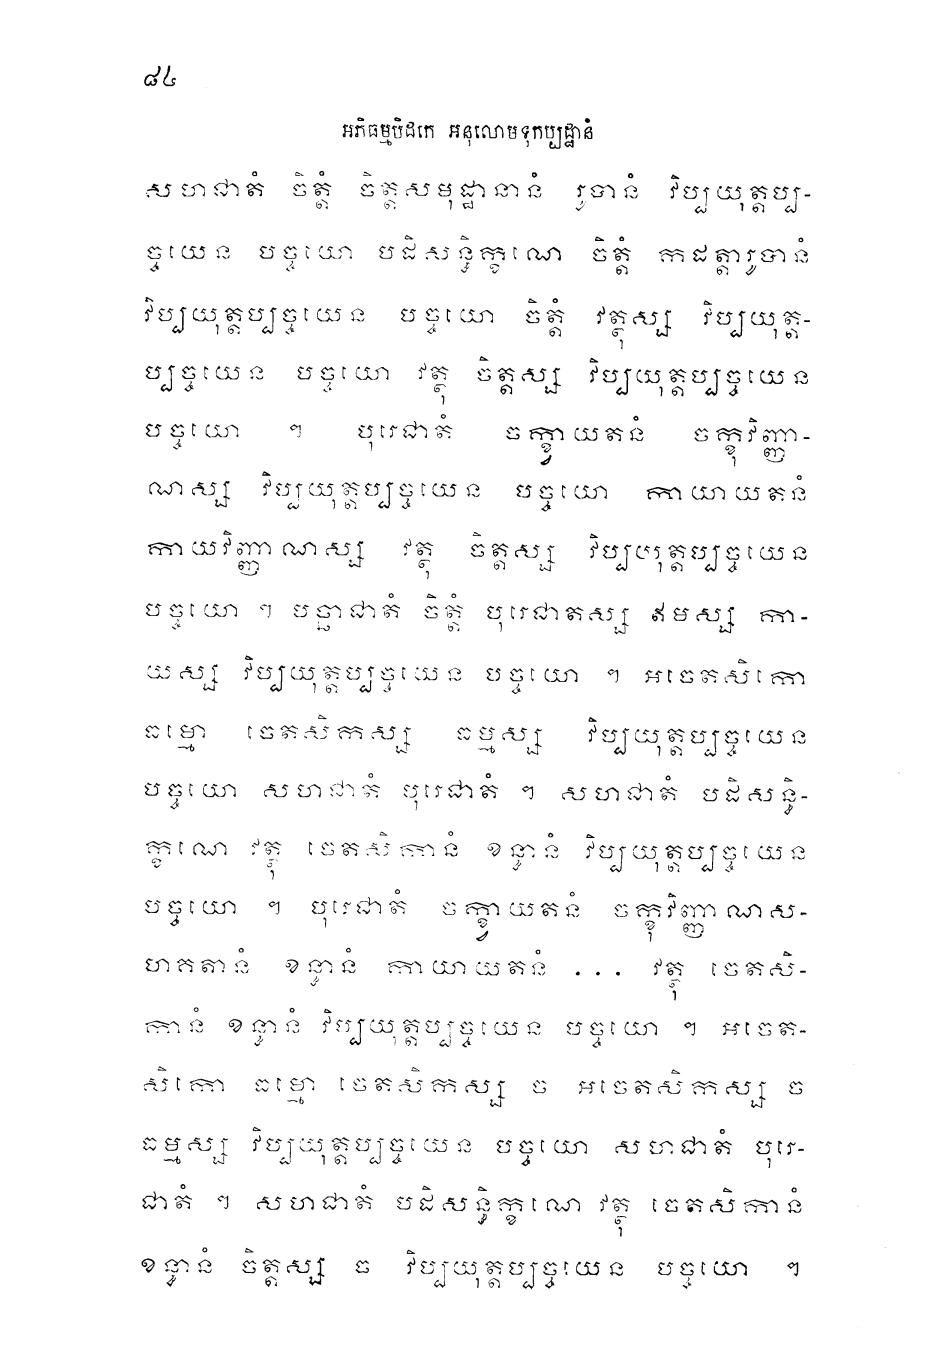 ៨៤
អភិធម្មបិដកេ អនុលោមទុកប្បដ្ឋានំ
សហជាតំ ចិត្តំ ចិត្តសមុដ្ឋានានំ រូបានំ វិប្បយុត្តប្ប-
ច្ចយេន បច្ចយោ បដិសន្ធិក្ខណេ ចិត្តំ កដត្តារូបានំ
វិប្បយុត្តប្បច្ចយេន បច្ចយោ ចិត្តំ វត្ថុស្ស វិប្បយុត្ត-
ប្បច្ចយេន បច្ចយោ វត្ថុ ចិត្តស្ស វិប្បយុត្តប្បច្ចយេន
បច្ចយោ ។ បុរេជាតំ ចក្ខ្វាយតនំ ចក្ខុវិញ្ញា-
ណស្ស វិប្បយុត្តប្បច្ចយេន បច្ចយោ កាយាយតនំ
កាយវិញ្ញាណស្ស វត្ថុ ចិត្តស្ស វិប្បយុត្តប្បច្ចយេន
បច្ចយោ ។ បច្ឆាជាតំ ចិត្តំ បុរេជាតស្ស ឥមស្ស កា-
យស្ស វិប្បយុត្តប្បច្ចយេន បច្ចយោ ។ អចេតសិកោ
ធម្មោ ចេតសិកស្ស ធម្មស្ស វិប្បយុត្តប្បច្ចយេន
បច្ចយោ សហជាតំ បុរេជាតំ ។ សហជាតំ បដិសន្ធិ-
ក្ខណេ វត្ថុ ចេតសិកានំ ខន្ធានំ វិប្បយុត្តប្បច្ចយេន
បច្ចយោ ។ បុរេជាតំ ចក្ខ្វាយតនំ ចក្ខុវិញ្ញាណស-
ហគតានំ ខន្ធានំ កាយាយតនំ ... វត្ថុ ចេតសិ-
កានំ ខន្ធានំ វិប្បយុត្តប្បច្ចយេន បច្ចយោ ។ អចេត-
សិកោ ធម្មោ ចេតសិកស្ស ច អចេតសិកស្ស ច
ធម្មស្ស វិប្បយុត្តប្បច្ចយេន បច្ចយោ សហជាតំ បុរេ-
ជាតំ ។ សហជាតំ បដិសន្ធិក្ខណេ វត្ថុ ចេតសិកានំ
ខន្ធានំ ចិត្តស្ស ច វិប្បយុត្តប្បច្ចយេន បច្ចយោ ។